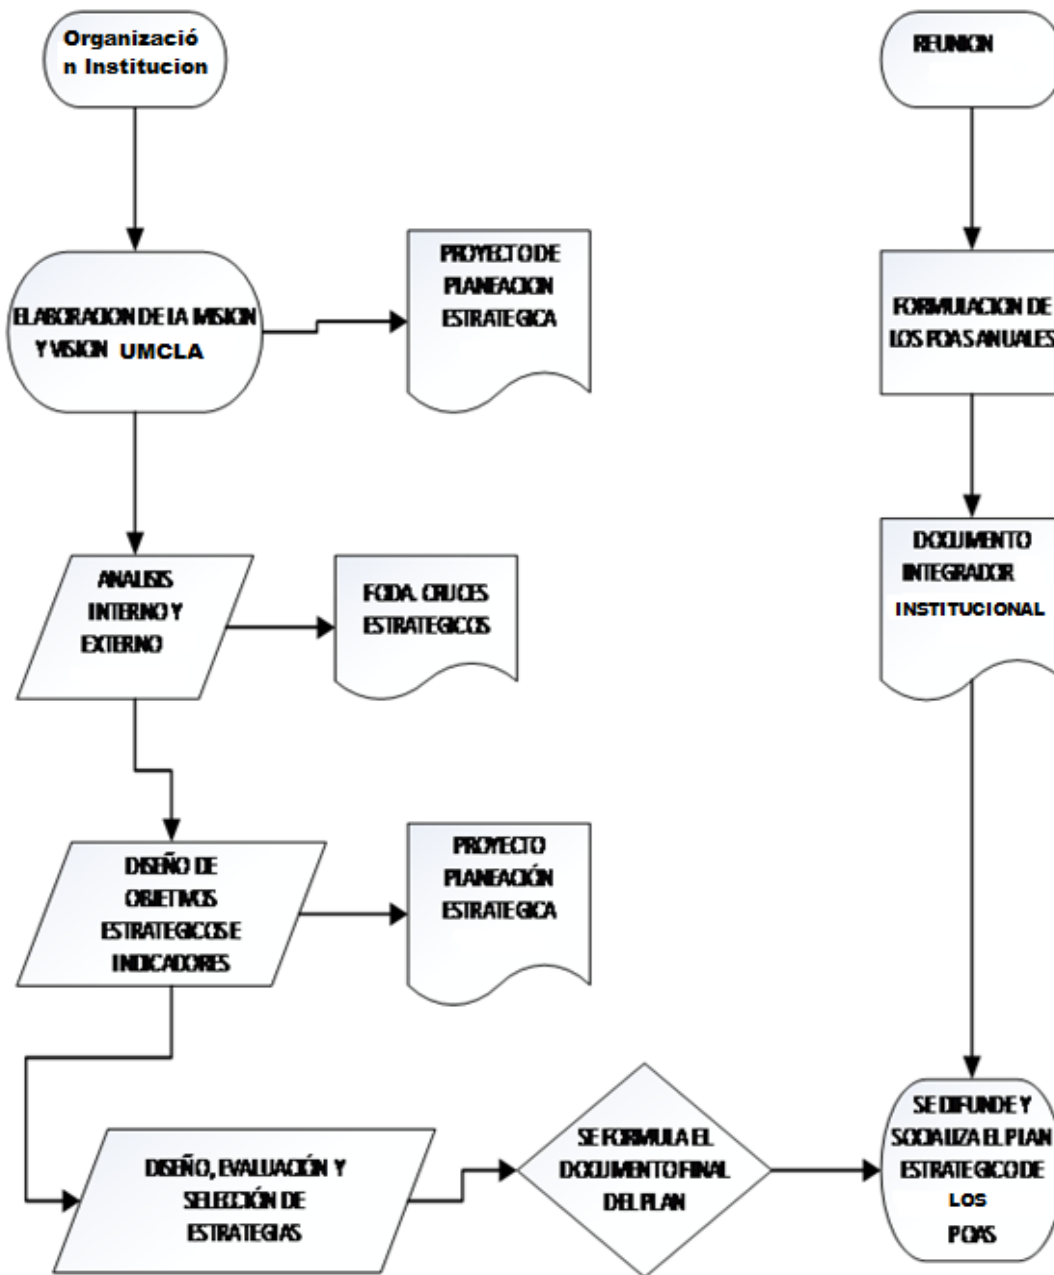 Organizació
n Institucion
ELABORACION DE LA MISION
Y VISION UMCLA
PROYECTO DE
PLANEACION
ESTRATEGICA
ANALISIS
INTERNO Y
EXTERNO
FODA. CRUCES
ESTRATEGICOS
DISEÑO DE
OBJETIVOS
ESTRATEGICOS E
INDICADORES
PROYECTO
PLANEACIÓN
ESTRATEGICA
DISEÑO, EVALUACIÓN Y
SELECCIÓN DE
ESTRATEGIAS
SE FORMULA EL
DOCUMENTO FINAL
DEL PLAN
REUNION
FORMULACION DE
LOS POAS ANUALES
DOCUMENTO
INTEGRADOR
INSTITUCIONAL
SE DIFUNDE Y
SOCIALIZA EL PLAN
ESTRATEGICO DE
LOS
POAS